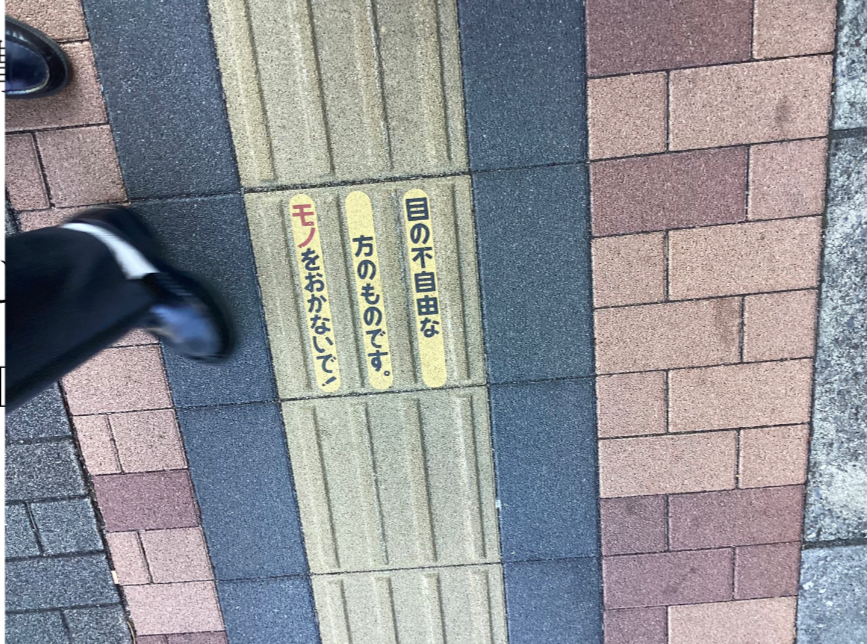 目の不自由な
方のものです。
モノをおかないで!